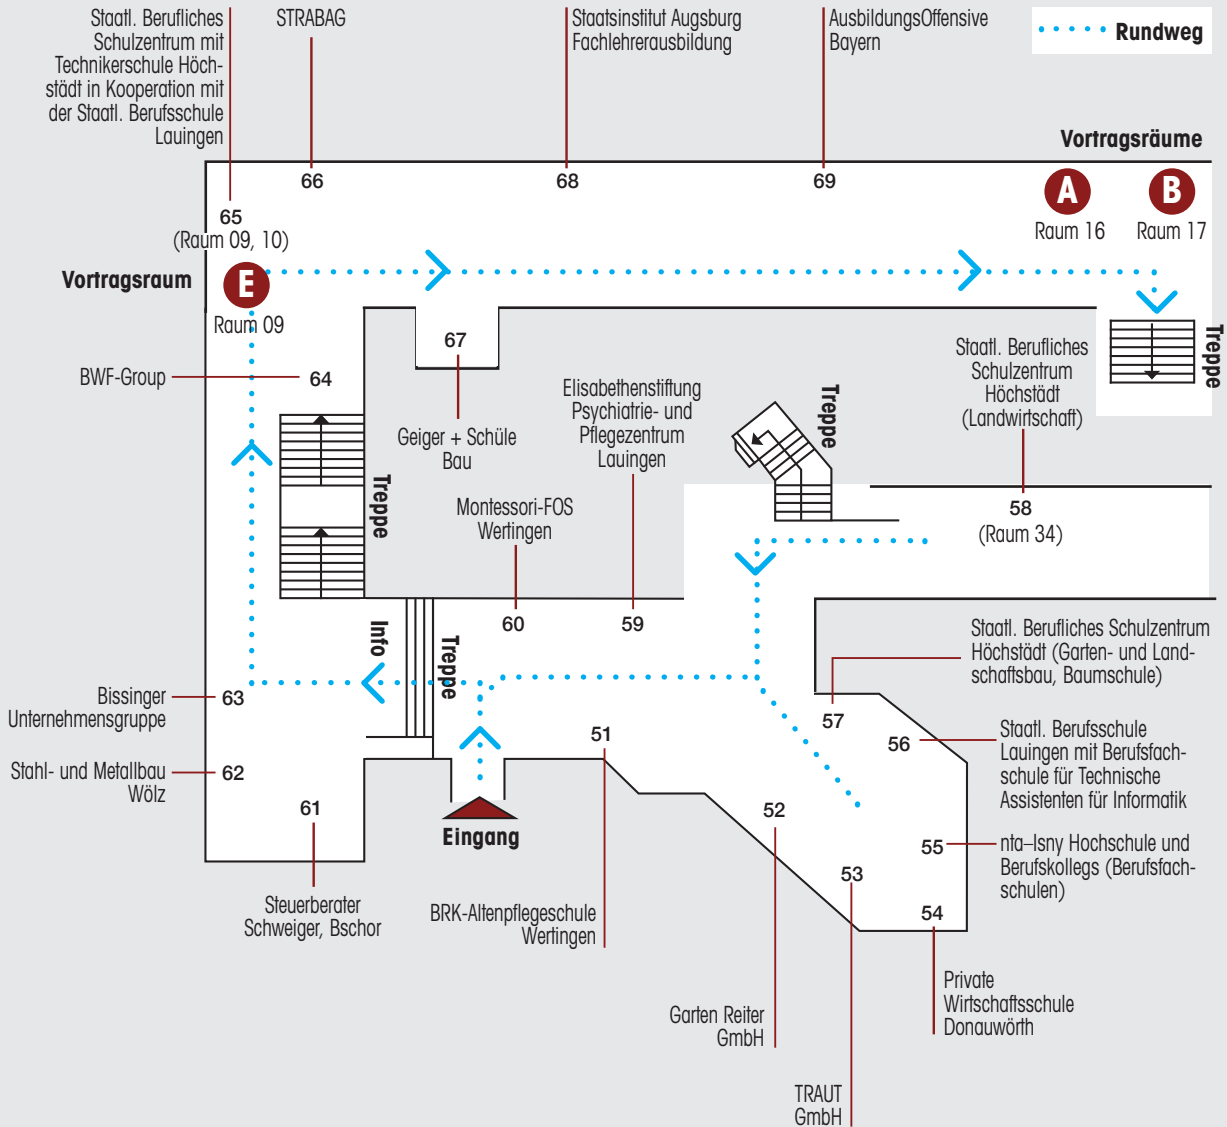 Staatl. Berufliches
Schulzentrum mit
Technikerschule Höch-
städt in Kooperation mit
der Staatl. Berufsschule
Lauingen
STRABAG
Staatsinstitut Augsburg
Fachlehrerausbildung
AusbildungsOffensive
Bayern
Rundweg
Vortragsräume
66
68
69
A
B
Raum 16
Raum 17
65
(Raum 09, 10)
Vortragsraum
E
Raum 09
67
Treppe
BWF-Group
64
Geiger + Schüle
Bau
Elisabethenstiftung
Psychiatrie- und
Pflegezentrum
Lauingen
Treppe
Staatl. Berufliches
Schulzentrum
Höchstädt
(Landwirtschaft)
Treppe
Montessori-FOS
Wertingen
58
(Raum 34)
60
59
Info
Treppe
Staatl. Berufliches Schulzentrum
Höchstädt (Garten- und Land-
schaftsbau, Baumschule)
Bissinger
Unternehmensgruppe
63
57
56
Staatl. Berufsschule
Lauingen mit Berufsfach-
schule für Technische
Assistenten für Informatik
51
Stahl- und Metallbau
Wölz
62
61
Eingang
52
55
nta–Isny Hochschule und
Berufskollegs (Berufsfach-
schulen)
53
54
Steuerberater
Schweiger, Bschor
BRK-Altenpflegeschule
Wertingen
Private
Wirtschaftsschule
Donauwörth
Garten Reiter
GmbH
TRAUT
GmbH